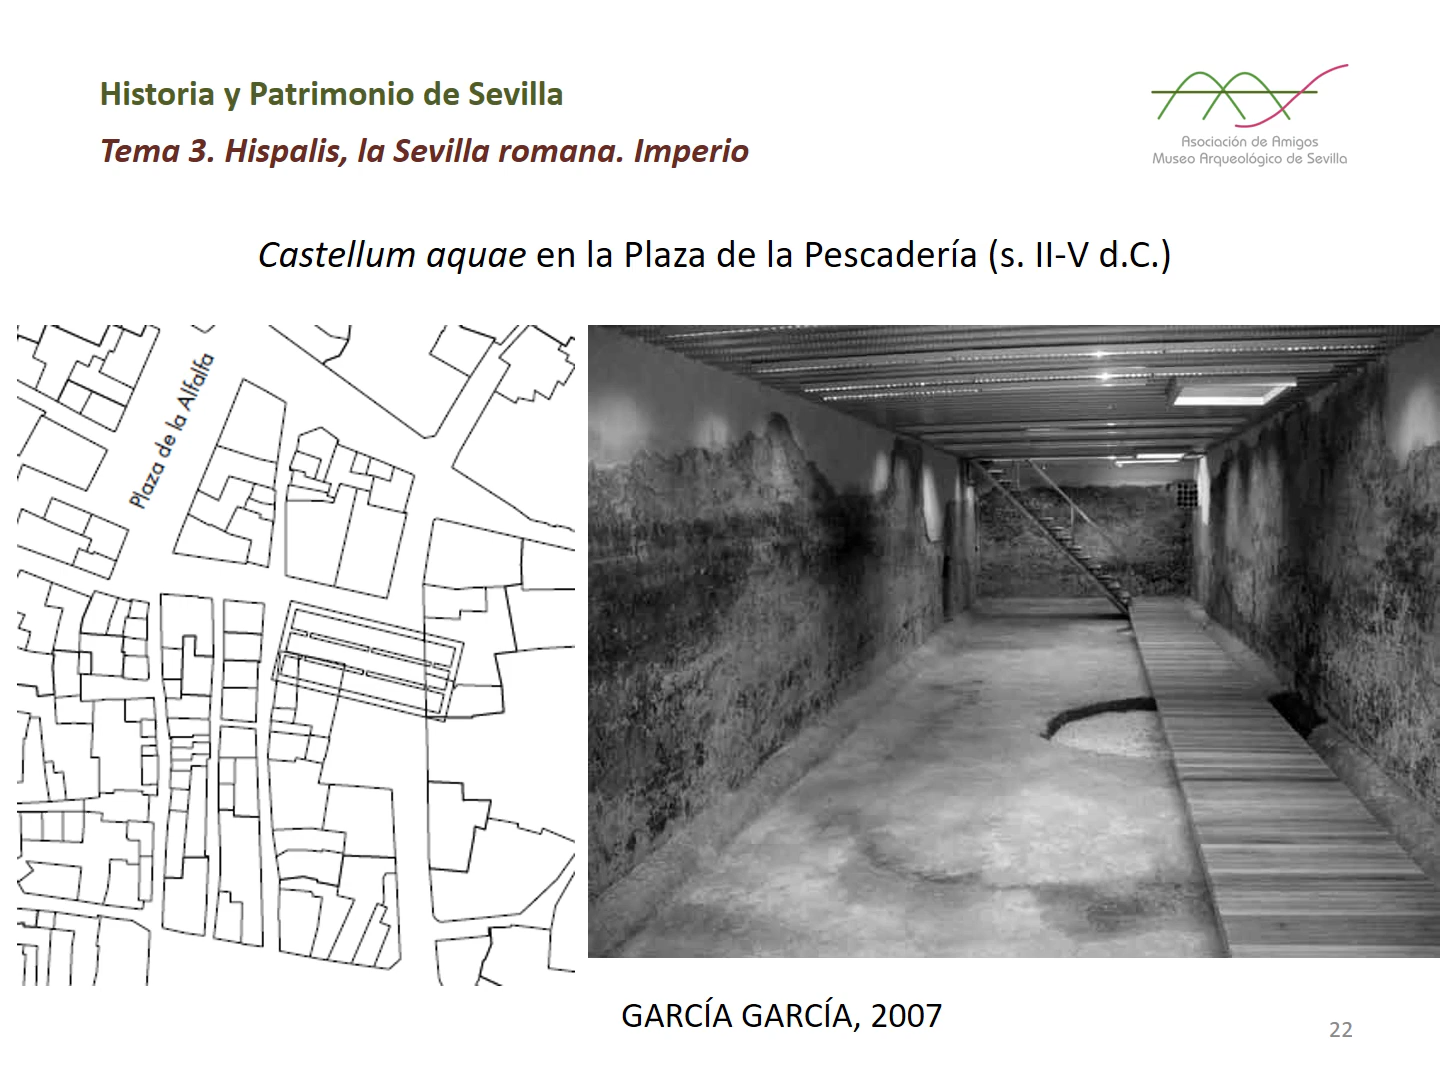 Historia y Patrimonio de Sevilla
Tema 3. Hispalis, la Sevilla romana. Imperio
Asociación de Amigos
Museo Arqueológico de Sevilla
Castellum aquae en la Plaza de la Pescadería (s. II-V d.C.)
Plaza de la Alfalfa
GARCÍA GARCÍA, 2007
22